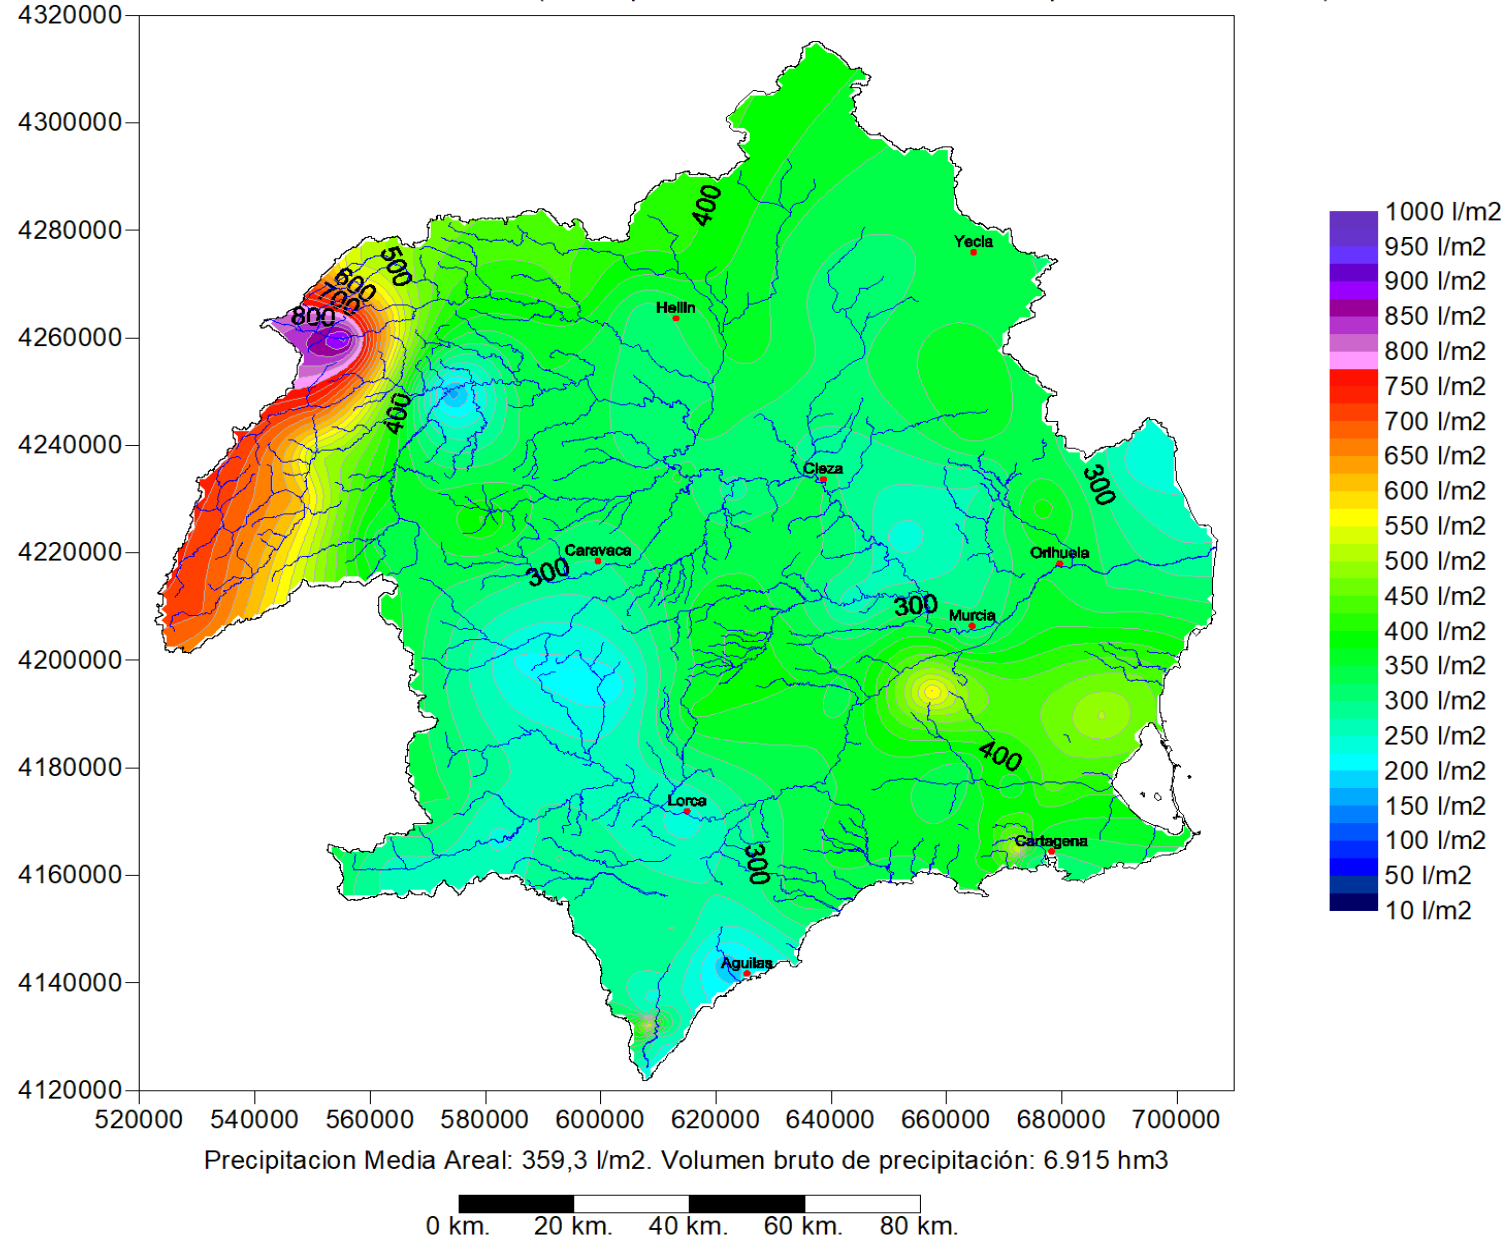 4320000
4300000
4280000
4260000
4240000
4220000
4200000
4180000
4160000
4140000
4120000
520000 540000 560000 580000 600000 620000 640000 660000 680000 700000
400
500
600
700
800
400
300
300
300
400
300
Yecla
Hellin
Cieza
Caravaca
Orihuela
Murcia
Lorca
Cartagena
Aguilas
1000 l/m2
950 l/m2
900 l/m2
850 l/m2
800 l/m2
750 l/m2
700 l/m2
650 l/m2
600 l/m2
550 l/m2
500 l/m2
450 l/m2
400 l/m2
350 l/m2
300 l/m2
250 l/m2
200 l/m2
150 l/m2
100 l/m2
50 l/m2
10 l/m2
Precipitacion Media Areal: 359,3 l/m2. Volumen bruto de precipitación: 6.915 hm3
0 km. 20 km. 40 km. 60 km. 80 km.